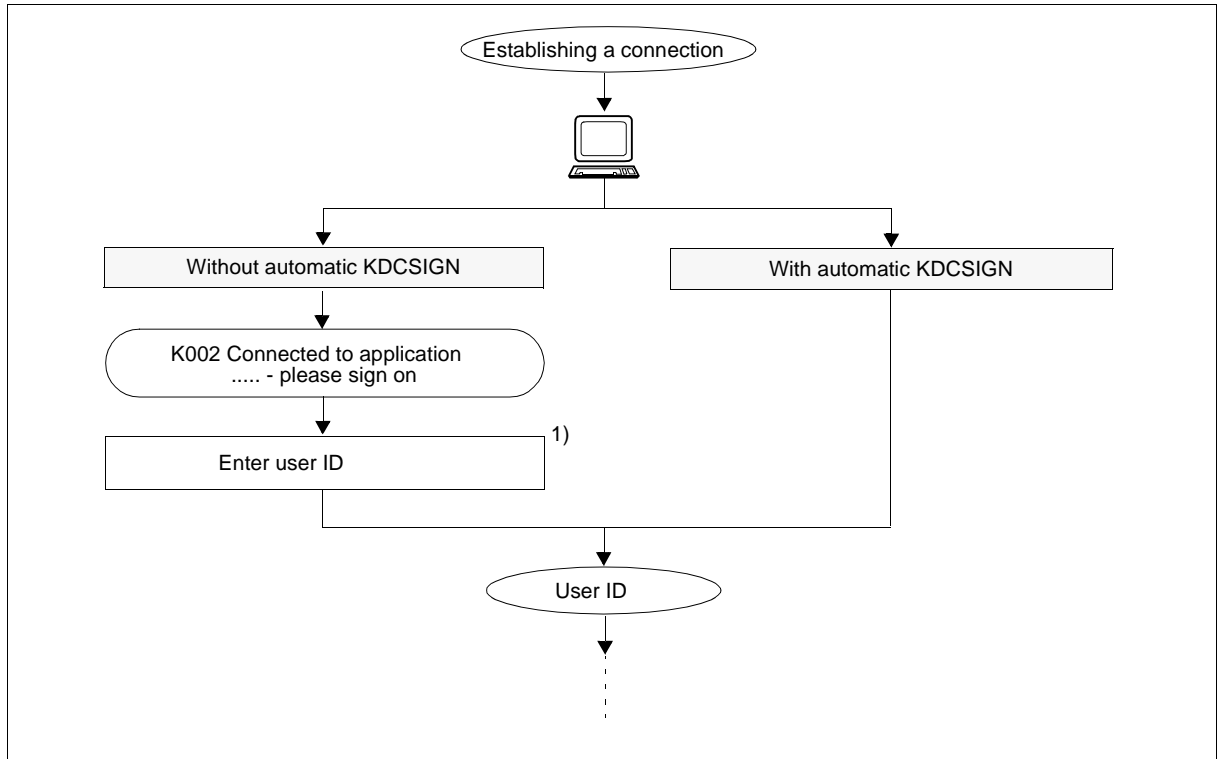 Establishing a connection
Without automatic KDCSIGN
With automatic KDCSIGN
K002 Connected to application
..... - please sign on
1)
Enter user ID
User ID